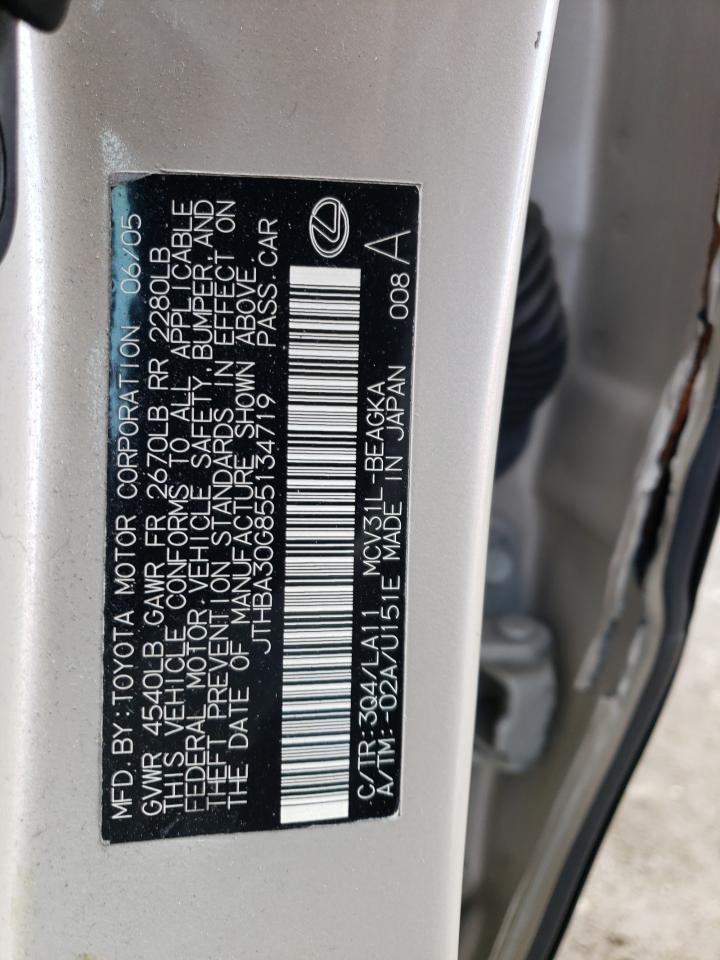 MFD. BY: TOYOTA MOTOR CORPORATION 06/05
GVWR 4540LB GAWR FR 2670LB RR 2280LB
THIS VEHICLE CONFORMS TO ALL APPLICABLE
FEDERAL MOTOR VEHICLE SAFETY, BUMPER, AND
THEFT PREVENTION STANDARDS IN EFFECT ON
THE DATE OF MANUFACTURE SHOWN ABOVE.
JTHBA30G855134719 PASS. CAR
C/TR:3Q4/LA11 MCV31L-BEAGKA
A/TM:-02A/U151E MADE IN JAPAN 008 A